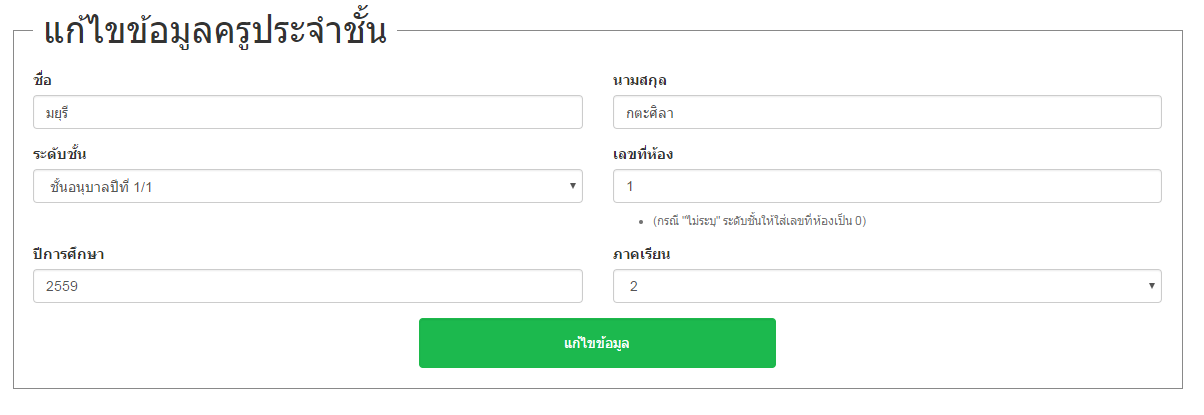 แก้ไขข้อมูลครูประจำชั้น
ชื่อ
นามสกุล
มยุรี
กตะศิลา
ระดับชั้น
เลขที่ห้อง
ชั้นอนุบาลปีที่ 1/1
1
(กรณี "ไม่ระบุ" ระดับชั้นให้ใส่เลขที่ห้องเป็น 0)
ปีการศึกษา
ภาคเรียน
2559
2
แก้ไขข้อมูล